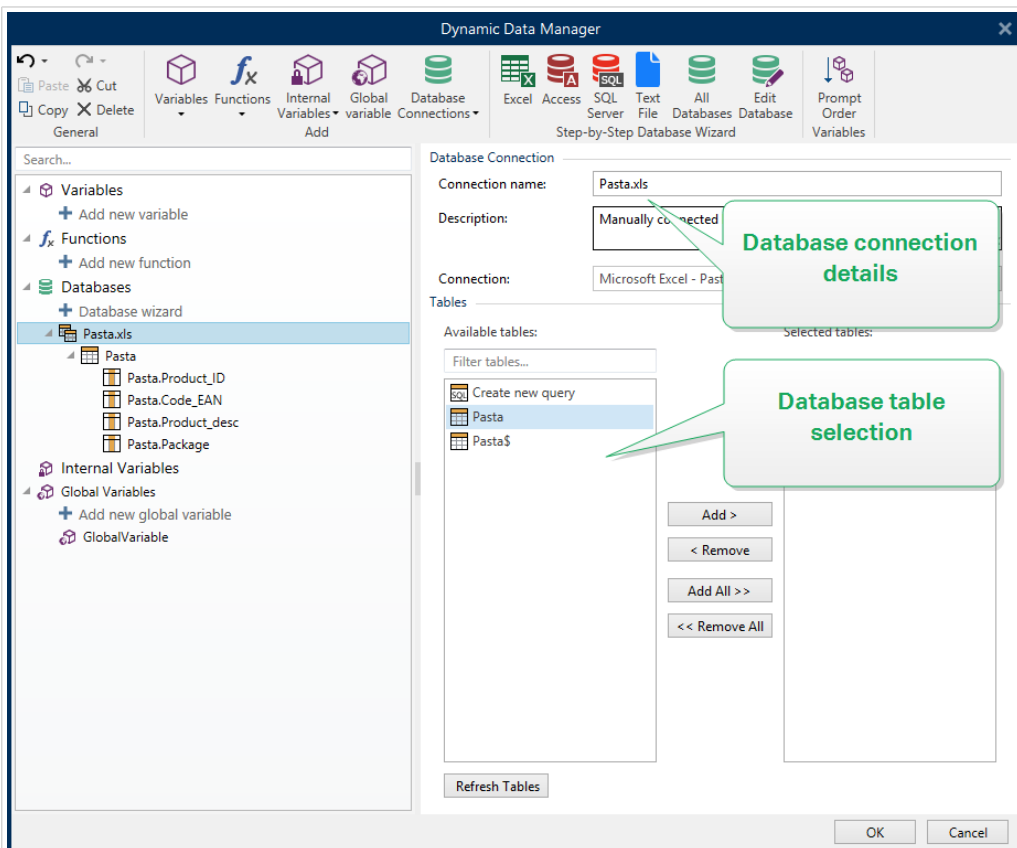 Dynamic Data Manager
Paste Cut
Copy Delete
General
Variables Functions Internal Variables Global variable Database Connections
Add
Excel Access SQL Server Text File All Databases Edit Database
Step-by-Step Database Wizard
Prompt Order
Variables
Search...
Variables
Add new variable
Functions
Add new function
Databases
Database wizard
Pasta.xls
Pasta
Pasta.Product_ID
Pasta.Code_EAN
Pasta.Product_desc
Pasta.Package
Internal Variables
Global Variables
Add new global variable
GlobalVariable
Database Connection
Connection name: Pasta.xls
Description: Manually connected
Connection: Microsoft Excel - Past
Database connection
details
Tables
Available tables:
Selected tables:
Filter tables...
SQL Create new query
Pasta
Pasta$
Database table
selection
Add >
< Remove
Add All >>
<< Remove All
Refresh Tables
OK Cancel